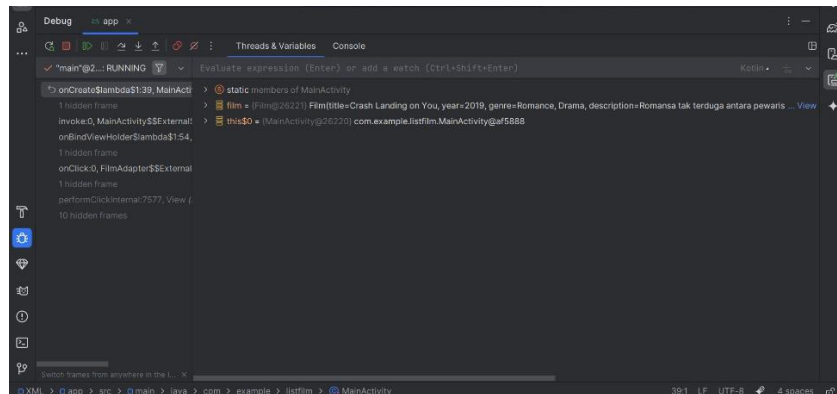 Debug app
Threads & Variables Console
"main"@2...: RUNNING
Evaluate expression (Enter) or add a watch (Ctrl+Shift+Enter) Kotlin
onCreate$lambda$1:39, MainActi
1 hidden frame
invoke:0, MainActivity$$External
onBindViewHolder$lambda$1:54,
1 hidden frame
onClick:0, FilmAdapter$$External
1 hidden frame
performClickInternal:7577, View
10 hidden frames
static members of MainActivity
film = {Film@26221} Film(title=Crash Landing on You, year=2019, genre=Romance, Drama, description=Romansa tak terduga antara pewaris ... View
this$0 = {MainActivity@26220} com.example.listfilm.MainActivity@af5888
Switch frames from anywhere in the I...
XML > app > src > main > java > com > example > listfilm > MainActivity 39:1 LF UTF-8 4 spaces